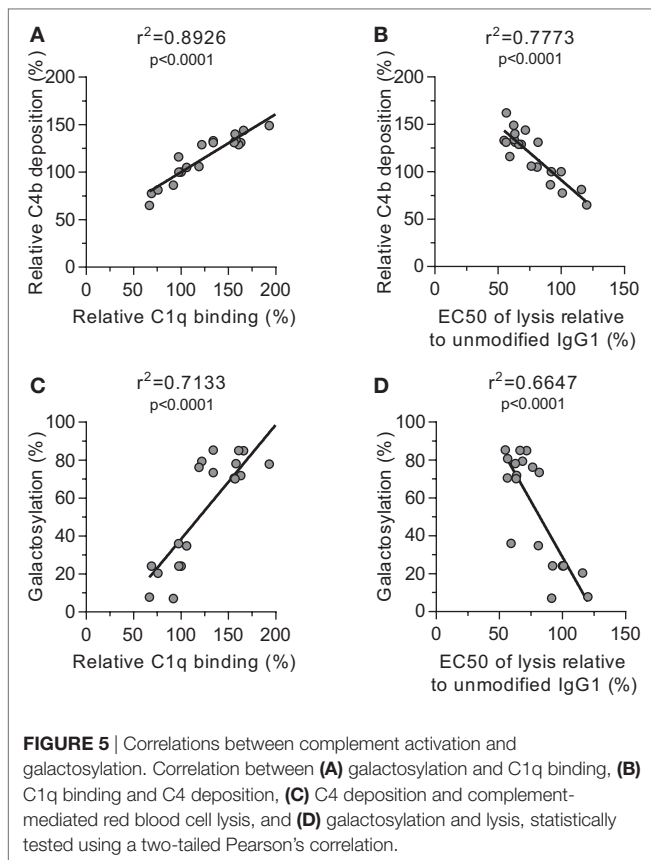 A
r²=0.8926
p<0.0001
Relative C4b deposition (%)
200
150
100
50
0
0 50 100 150 200
Relative C1q binding (%)
B
r²=0.7773
p<0.0001
Relative C4b deposition (%)
200
150
100
50
0
0 50 100 150
EC50 of lysis relative
to unmodified IgG1 (%)
C
r²=0.7133
p<0.0001
Galactosylation (%)
100
80
60
40
20
0
0 50 100 150 200
Relative C1q binding (%)
D
r²=0.6647
p<0.0001
Galactosylation (%)
100
80
60
40
20
0
0 50 100 150
EC50 of lysis relative
to unmodified IgG1 (%)
FIGURE 5 | Correlations between complement activation and
galactosylation. Correlation between (A) galactosylation and C1q binding, (B)
C1q binding and C4 deposition, (C) C4 deposition and complement-
mediated red blood cell lysis, and (D) galactosylation and lysis, statistically
tested using a two-tailed Pearson's correlation.